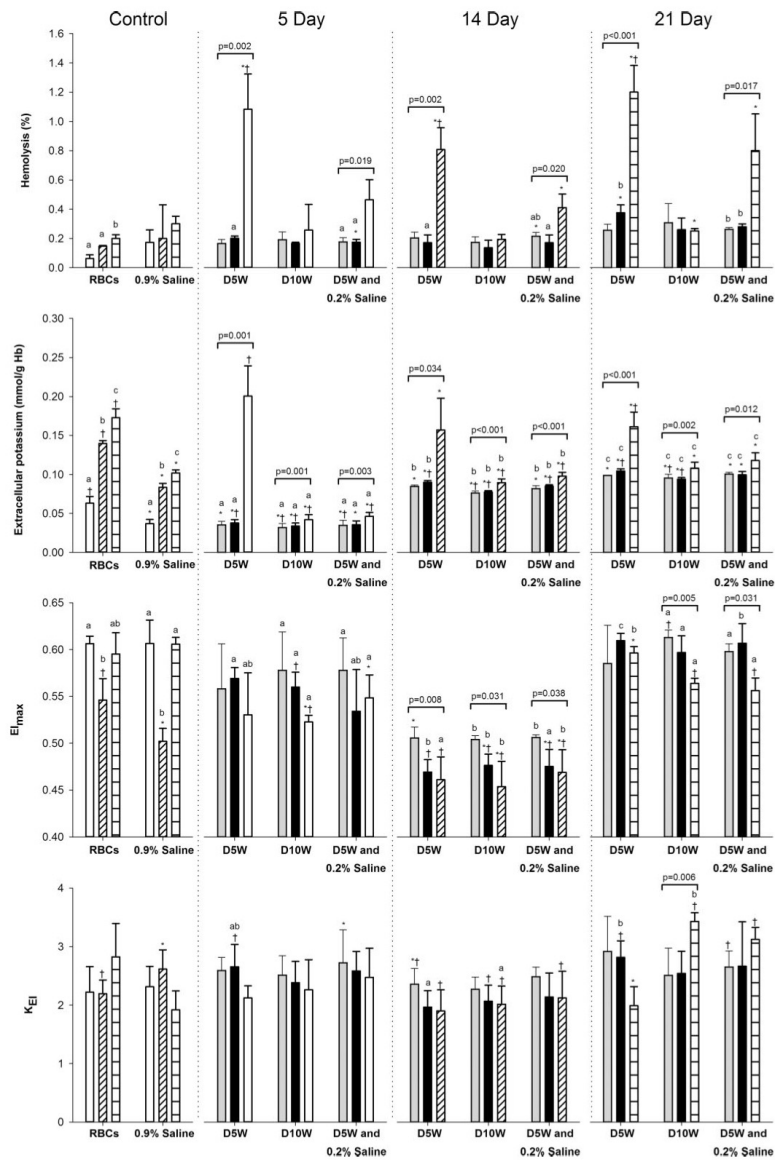 Control 5 Day 14 Day 21 Day
Hemolysis (%)
1.6
1.4
1.2
1.0
0.8
0.6
0.4
0.2
0.0
a a b
p=0.002
*†
a
p=0.019
a a
*
p=0.002
*†
a
p=0.020
ab a
* *
p<0.001
*†
b
*
*
p=0.017
*
b b
RBCs 0.9% Saline D5W D10W D5W and 0.2% Saline D5W D10W D5W and 0.2% Saline D5W D10W D5W and 0.2% Saline
Extracellular potassium (mmol/g Hb)
0.30
0.25
0.20
0.15
0.10
0.05
0.00
a b c
† † †
a b c
* * *
p=0.001
†
a a
* *†
p=0.001
a a a
*† *† *†
p=0.003
a a a
*† * *†
p=0.034
*
b b
* *†
p<0.001
b b b
*† *† *†
p<0.001
b b b
*† *† *†
p<0.001
*†
c c
* *†
p=0.002
c c c
*† *† *
p=0.012
c c c
* * *
RBCs 0.9% Saline D5W D10W D5W and 0.2% Saline D5W D10W D5W and 0.2% Saline D5W D10W D5W and 0.2% Saline
EImax
0.65
0.60
0.55
0.50
0.45
0.40
a b ab
†
a b a
*
a ab
a a a
† *†
a ab a
*
p=0.008
* b a
† †
p=0.031
b b b
*† *†
p=0.038
b a b
*† *†
c b
*
p=0.005
a a a
† †
p=0.031
a b a
†
RBCs 0.9% Saline D5W D10W D5W and 0.2% Saline D5W D10W D5W and 0.2% Saline D5W D10W D5W and 0.2% Saline
KEI
4
3
2
1
0
†
*
ab
†
*
*†
a
†
†
a
†
†
b
†
*
p=0.006
b
†
† †
RBCs 0.9% Saline D5W D10W D5W and 0.2% Saline D5W D10W D5W and 0.2% Saline D5W D10W D5W and 0.2% Saline